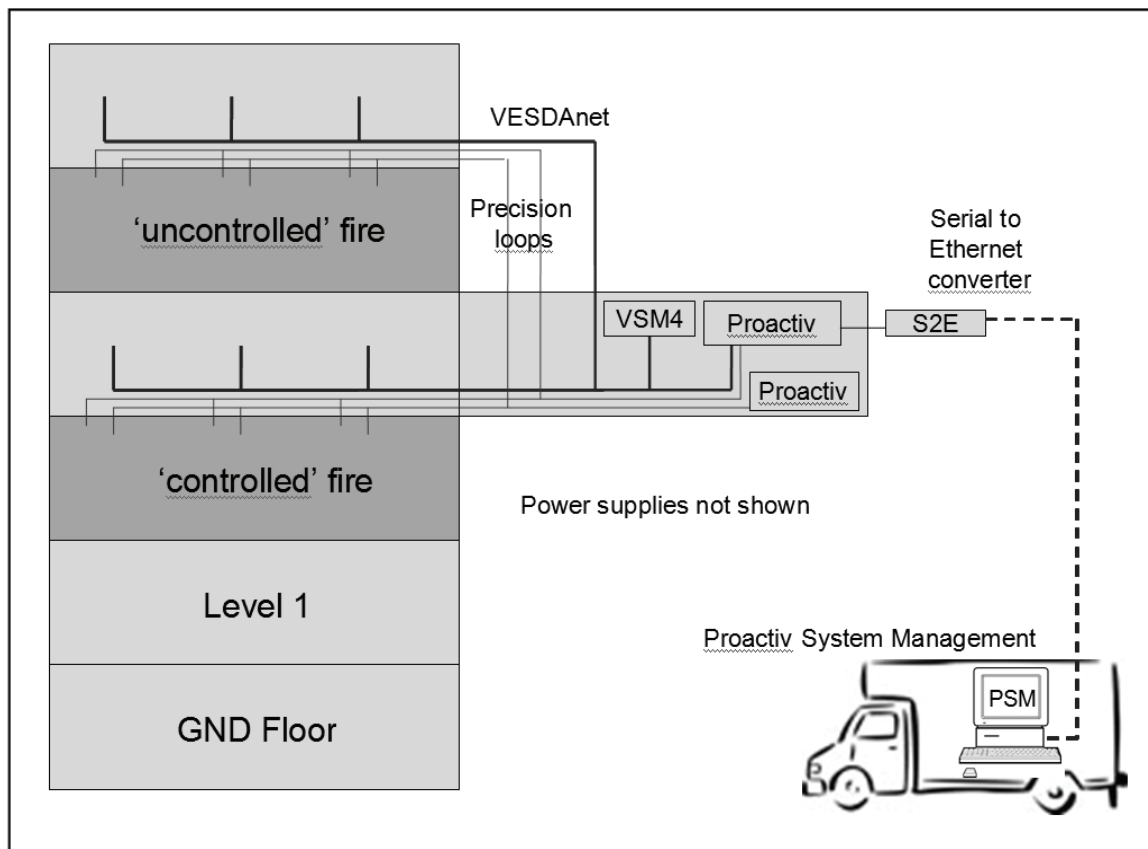 VESDAnet
‘uncontrolled’ fire
Precision
loops
Serial to
Ethernet
converter
VSM4
Proactiv
S2E
Proactiv
‘controlled’ fire
Power supplies not shown
Level 1
Proactiv System Management
PSM
GND Floor